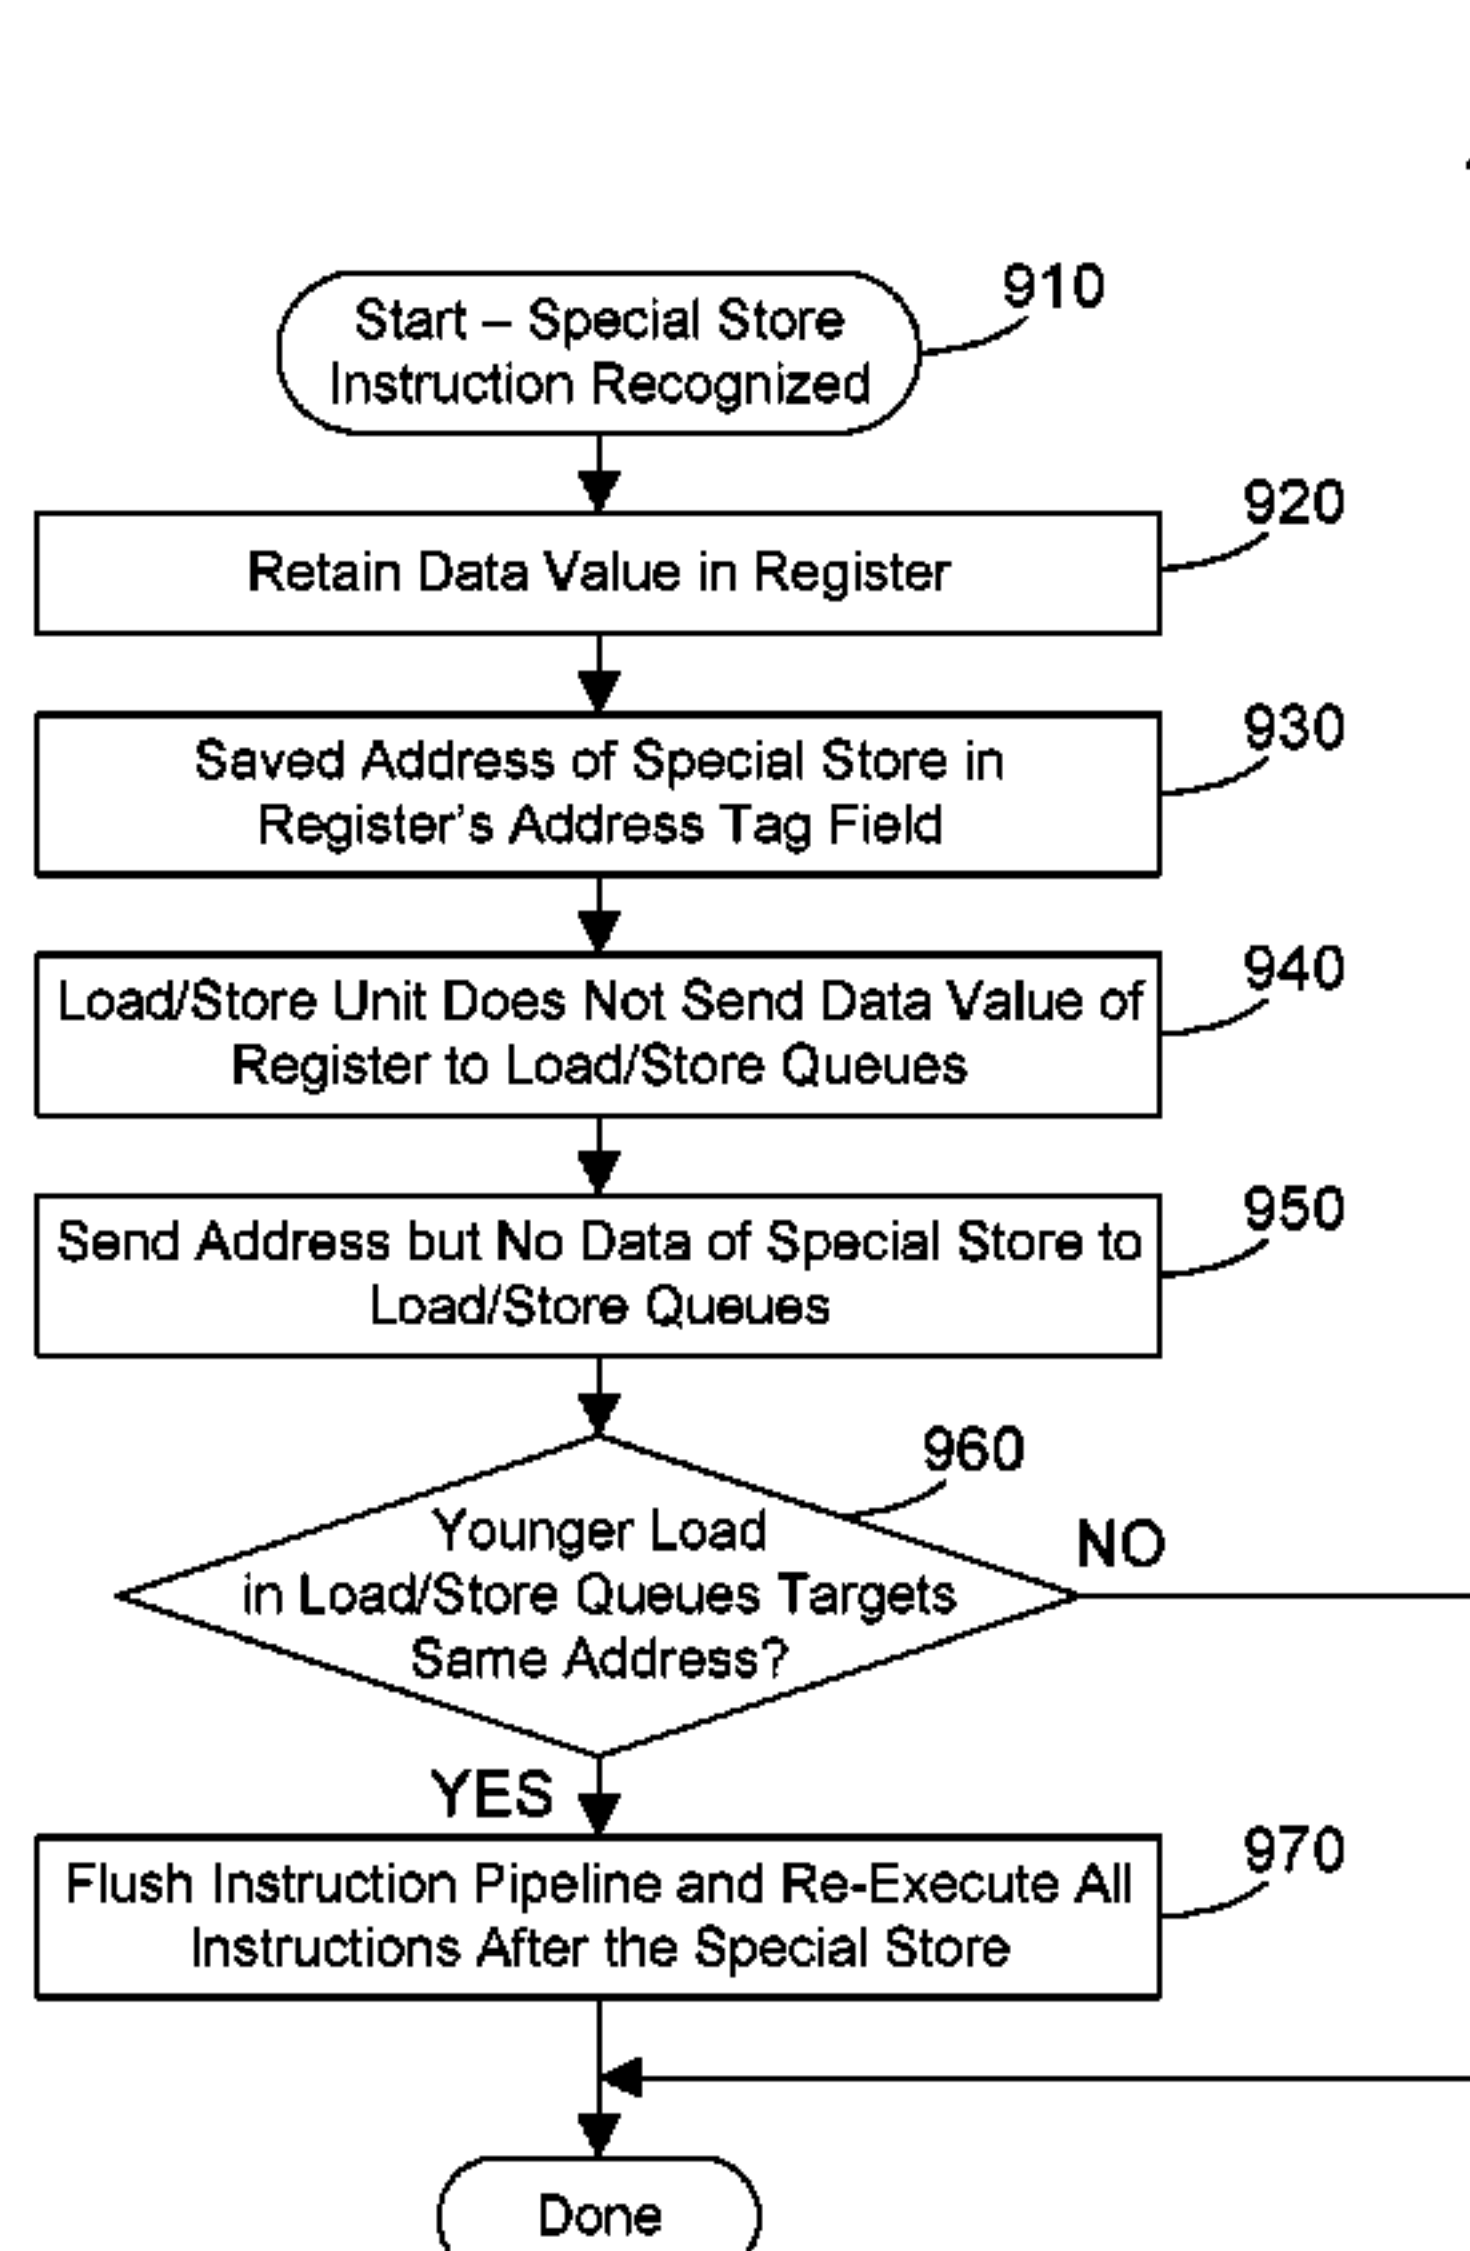 910
Start – Special Store
Instruction Recognized
920
Retain Data Value in Register
930
Saved Address of Special Store in
Register's Address Tag Field
940
Load/Store Unit Does Not Send Data Value of
Register to Load/Store Queues
950
Send Address but No Data of Special Store to
Load/Store Queues
960
NO
Younger Load
in Load/Store Queues Targets
Same Address?
YES
970
Flush Instruction Pipeline and Re-Execute All
Instructions After the Special Store
Done